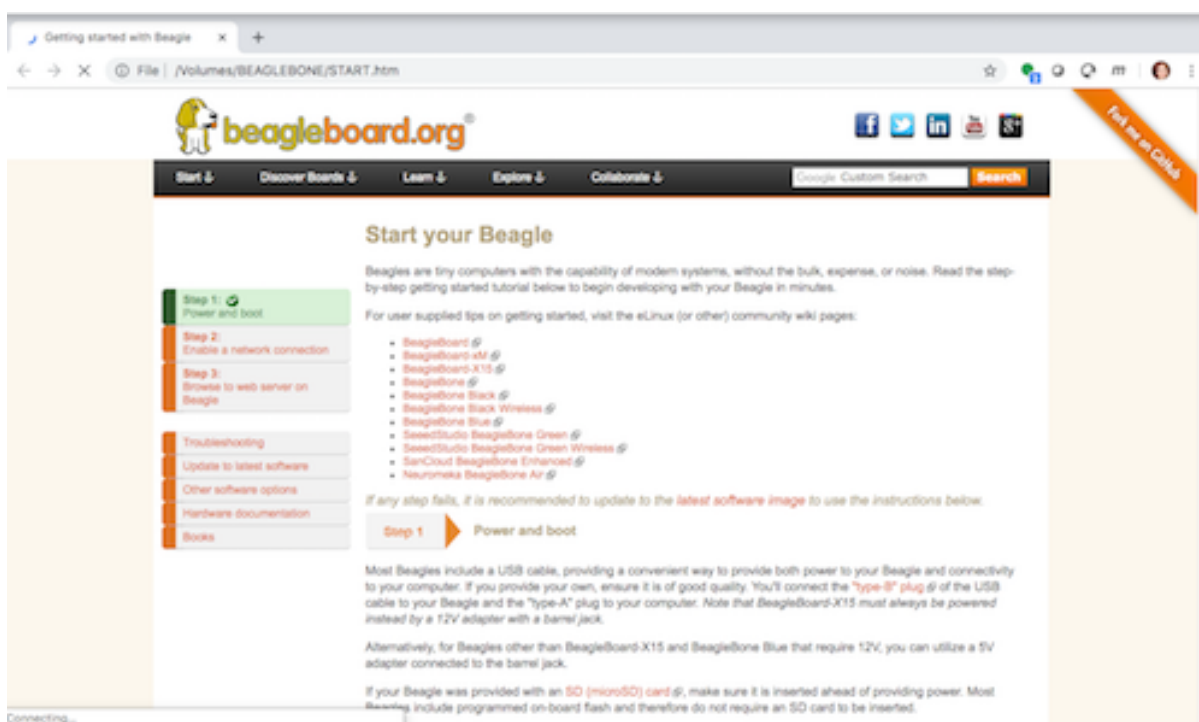 Getting started with Beagle
File /Volumes/BEAGLEBONE/START.htm
beagleboard.org®
Fork me on GitHub
Start Discover Boards Learn Explore Collaborate Google Custom Search Search
Start your Beagle
Beagles are tiny computers with the capability of modern systems, without the bulk, expense, or noise. Read the step-
by-step getting started tutorial below to begin developing with your Beagle in minutes.
For user supplied tips on getting started, visit the eLinux (or other) community wiki pages:
Step 1:
Power and boot
Step 2:
Enable a network connection
Step 3:
Browse to web server on
Beagle
Troubleshooting
Update to latest software
Other software options
Hardware documentation
Books
BeagleBoard
BeagleBoard-xM
BeagleBoard-X15
BeagleBone
BeagleBone Black
BeagleBone Black Wireless
BeagleBone Blue
SeeedStudio BeagleBone Green
SeeedStudio BeagleBone Green Wireless
SanCloud BeagleBone Enhanced
Neuromeka BeagleBone Air
If any step fails, it is recommended to update to the latest software image to use the instructions below.
Step 1 Power and boot
Most Beagles include a USB cable, providing a convenient way to provide both power to your Beagle and connectivity
to your computer. If you provide your own, ensure it is of good quality. You'll connect the "type-B" plug of the USB
cable to your Beagle and the "type-A" plug to your computer. Note that BeagleBoard-X15 must always be powered
instead by a 12V adapter with a barrel jack.
Alternatively, for Beagles other than BeagleBoard-X15 and BeagleBone Blue that require 12V, you can utilize a 5V
adapter connected to the barrel jack.
If your Beagle was provided with an SD (microSD) card, make sure it is inserted ahead of providing power. Most
Beagles include programmed on-board flash and therefore do not require an SD card to be inserted.
Connecting...